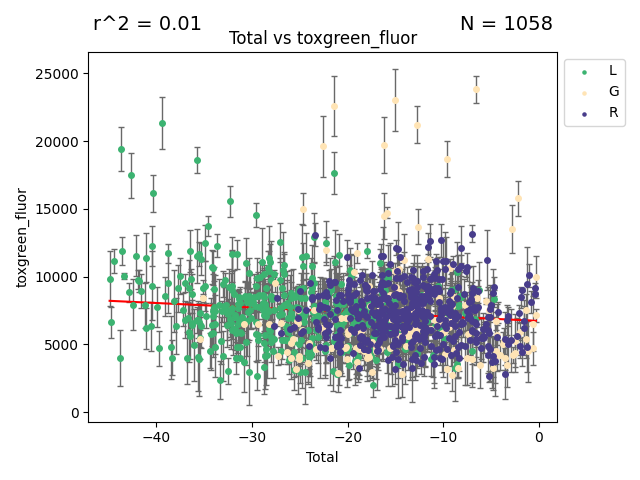 r^2 = 0.01
N = 1058
Total vs toxgreen_fluor
25000
20000
15000
10000
5000
0
toxgreen_fluor
−40
−30
−20
−10
0
Total
L
G
R